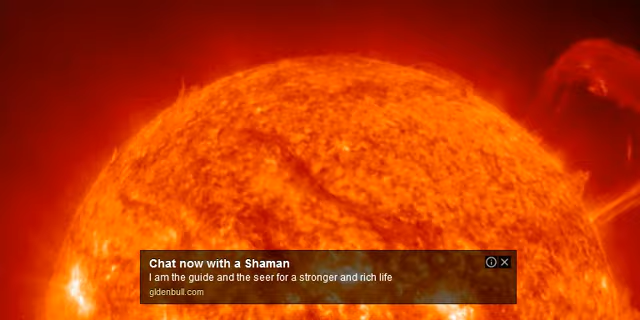 Chat now with a Shaman
I am the guide and the seer for a stronger and rich life
gldenbull.com